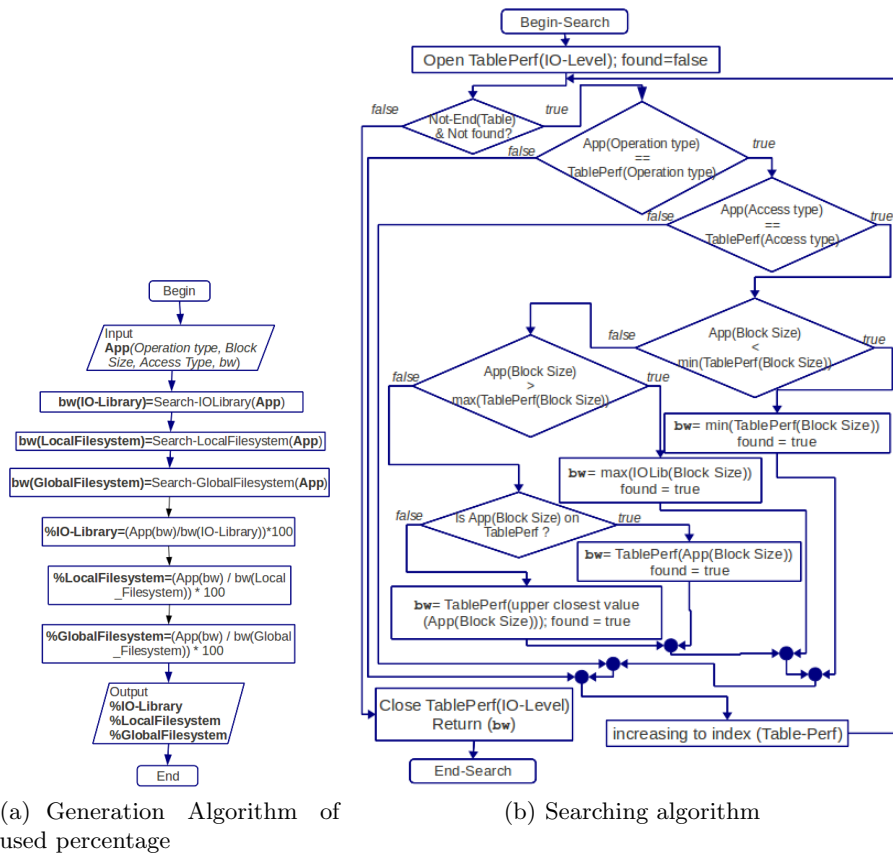 Begin
Input
App(Operation type, Block
Size, Access Type, bw)
bw(IO-Library)=Search-IOLibrary(App)
bw(LocalFilesystem)=Search-LocalFilesystem(App)
bw(GlobalFilesystem)=Search-GlobalFilesystem(App)
%IO-Library=(App(bw)/bw(IO-Library))*100
%LocalFilesystem=(App(bw) / bw(Local
_Filesystem)) * 100
%GlobalFilesystem=(App(bw) / bw(Global
_Filesystem)) * 100
Output
%IO-Library
%LocalFilesystem
%GlobalFilesystem
End
(a) Generation Algorithm of
used percentage
Begin-Search
Open TablePerf(IO-Level); found=false
false
Not-End(Table)
& Not found?
true
false
App(Operation type)
==
TablePerf(Operation type)
true
false
App(Access type)
==
TablePerf(Access type)
true
false
App(Block Size)
<
min(TablePerf(Block Size))
true
false
App(Block Size)
>
max(TablePerf(Block Size))
true
bw= min(TablePerf(Block Size))
found = true
bw= max(IOLib(Block Size))
found = true
false
Is App(Block Size) on
TablePerf ?
true
bw= TablePerf(App(Block Size))
found = true
bw= TablePerf(upper closest value
(App(Block Size))); found = true
Close TablePerf(IO-Level)
Return (bw)
increasing to index (Table-Perf)
End-Search
(b) Searching algorithm